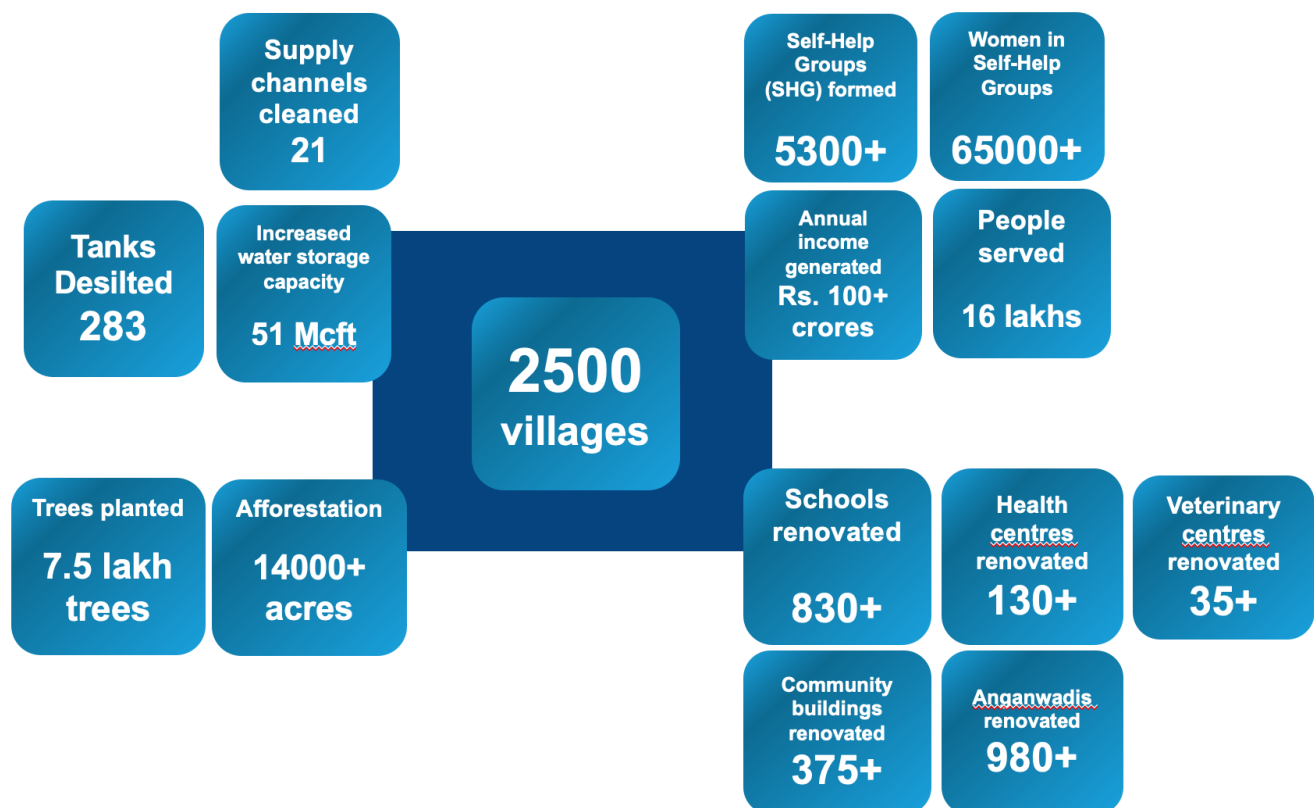 Supply
channels
cleaned
21
Tanks
Desilted
283
Increased
water storage
capacity
51 Mcft
Self-Help
Groups
(SHG) formed
5300+
Women in
Self-Help
Groups
65000+
Annual
income
generated
Rs. 100+
crores
People
served
16 lakhs
2500
villages
Trees planted
7.5 lakh
trees
Afforestation
14000+
acres
Schools
renovated
830+
Health
centres
renovated
130+
Veterinary
centres
renovated
35+
Community
buildings
renovated
375+
Anganwadis
renovated
980+